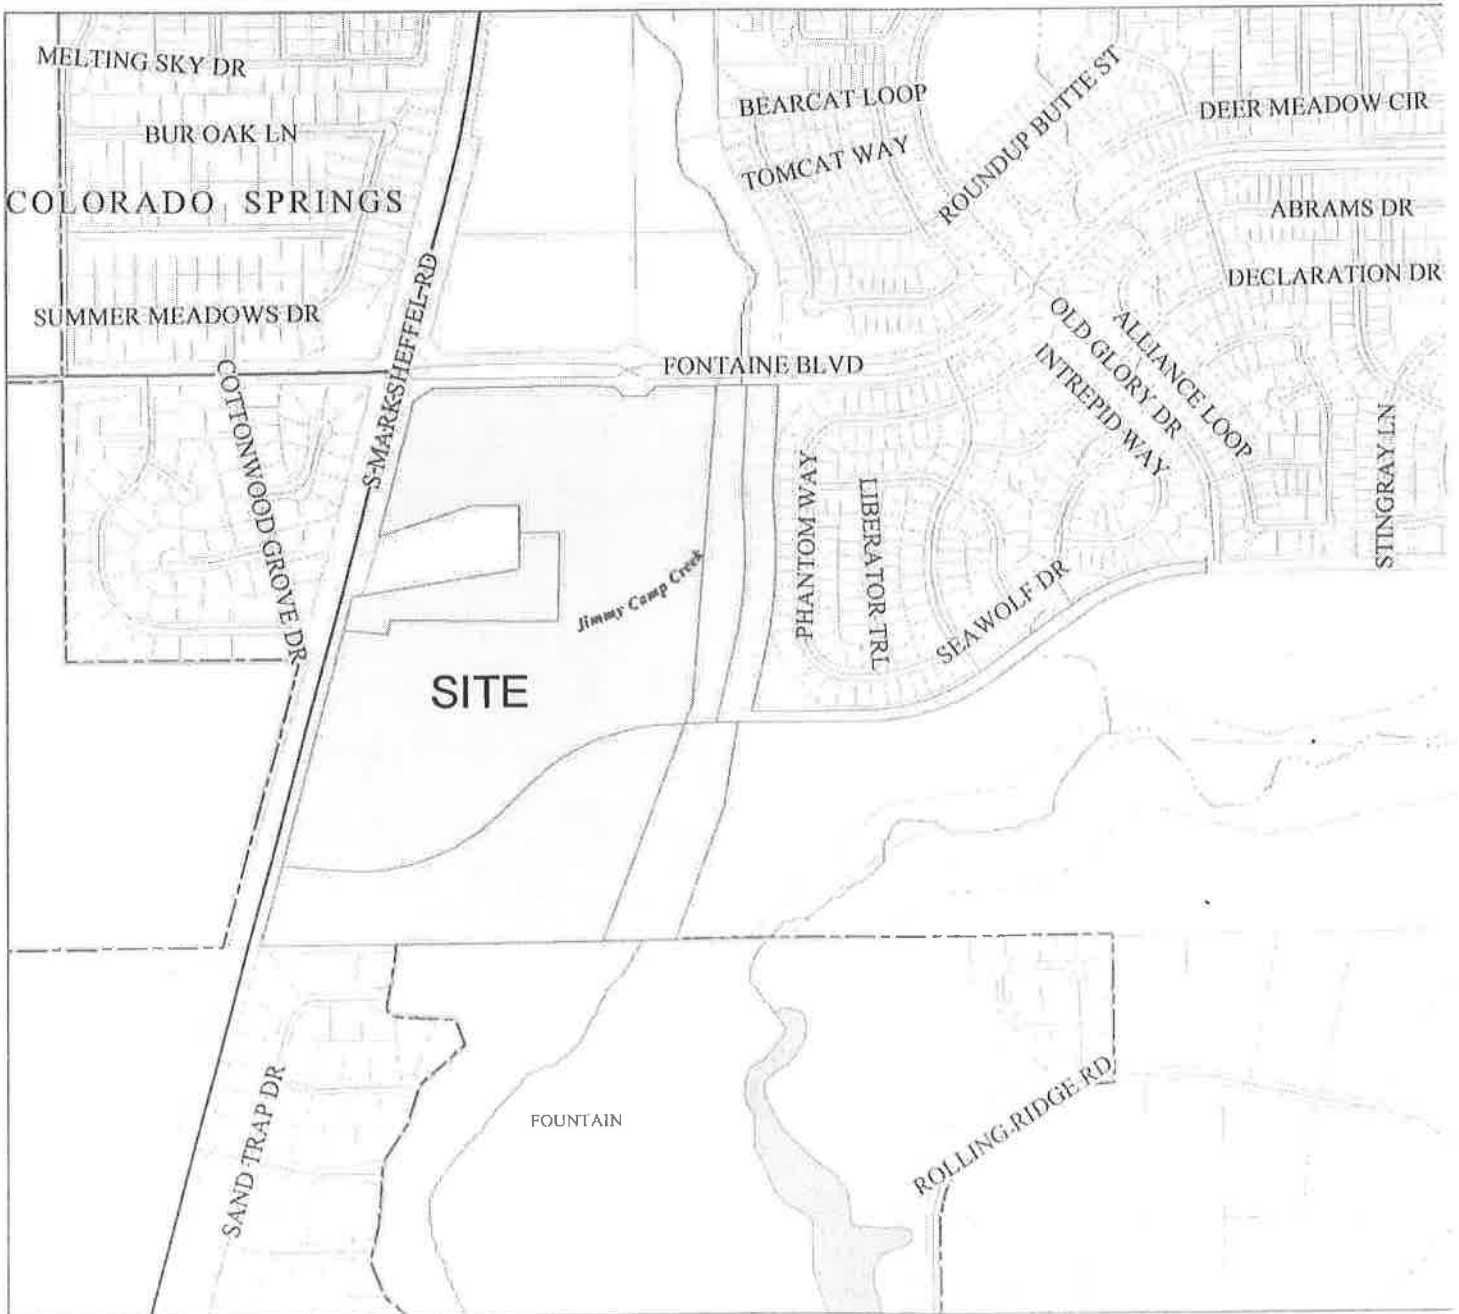 MELTING SKY DR
BUR OAK LN
COLORADO SPRINGS
SUMMER MEADOWS DR
BEARCAT LOOP
TOMCAT WAY
ROUNDUP BUTTE ST
DEER MEADOW CIR
ABRAMS DR
DECLARATION DR
S MARKSHEFFEL RD
FONTAINE BLVD
OLD GLORY DR
ALLIANCE LOOP
INTREPID WAY
COTTONWOOD GROVE DR
STINGRAY LN
PHANTOM WAY
LIBERATOR TRL
SEAWOLF DR
Jimmy Camp Creek
SITE
SAND TRAP DR
FOUNTAIN
ROLLING RIDGE RD